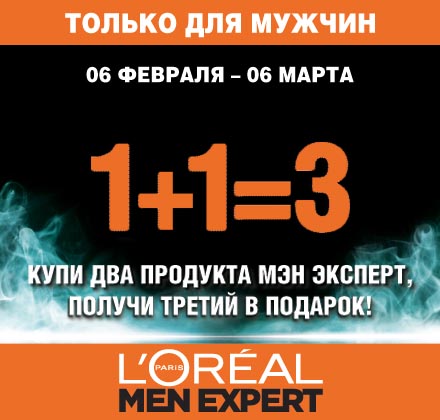 ТОЛЬКО ДЛЯ МУЖЧИН
06 ФЕВРАЛЯ – 06 МАРТА
1+1=3
КУПИ ДВА ПРОДУКТА МЭН ЭКСПЕРТ,
ПОЛУЧИ ТРЕТИЙ В ПОДАРОК!
L'ORÉAL
PARIS
MEN EXPERT